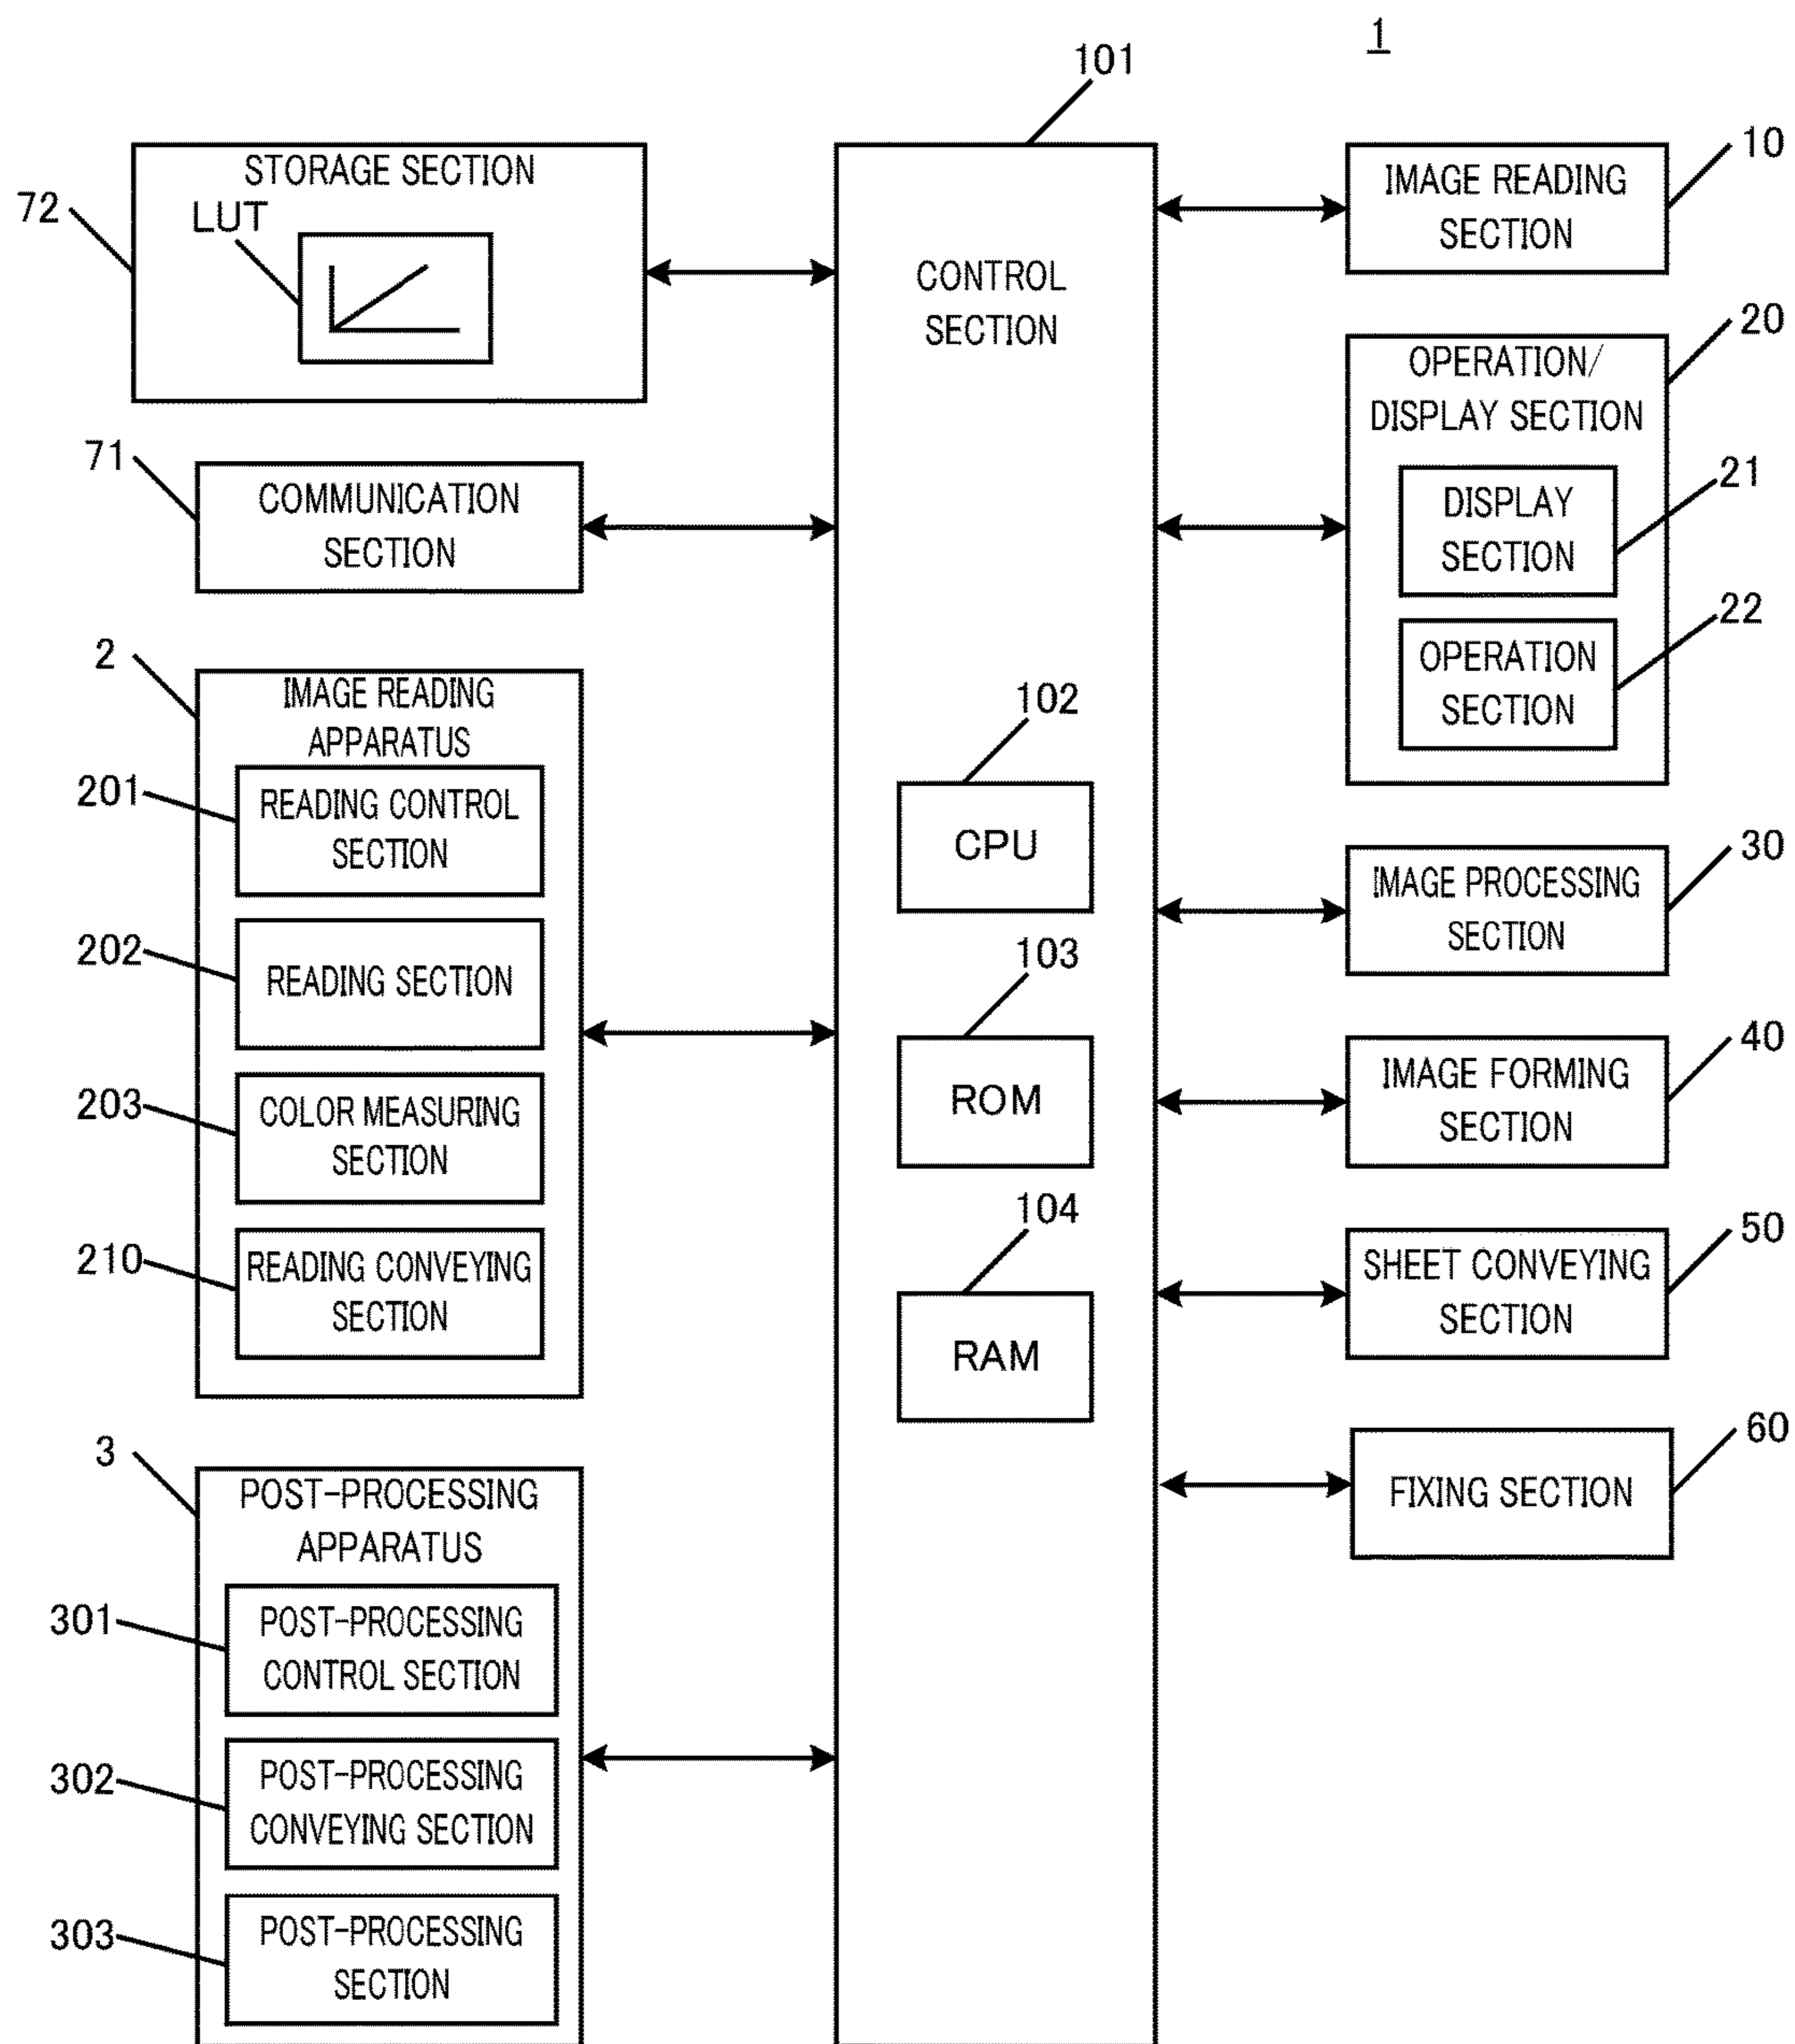 1
101
STORAGE SECTION
72
LUT
CONTROL
SECTION
10
IMAGE READING
SECTION
20
OPERATION/
DISPLAY SECTION
21
DISPLAY
SECTION
22
OPERATION
SECTION
71
COMMUNICATION
SECTION
2
IMAGE READING
APPARATUS
201
READING CONTROL
SECTION
202
READING SECTION
203
COLOR MEASURING
SECTION
210
READING CONVEYING
SECTION
102
CPU
103
ROM
104
RAM
30
IMAGE PROCESSING
SECTION
40
IMAGE FORMING
SECTION
50
SHEET CONVEYING
SECTION
60
FIXING SECTION
3
POST-PROCESSING
APPARATUS
301
POST-PROCESSING
CONTROL SECTION
302
POST-PROCESSING
CONVEYING SECTION
303
POST-PROCESSING
SECTION